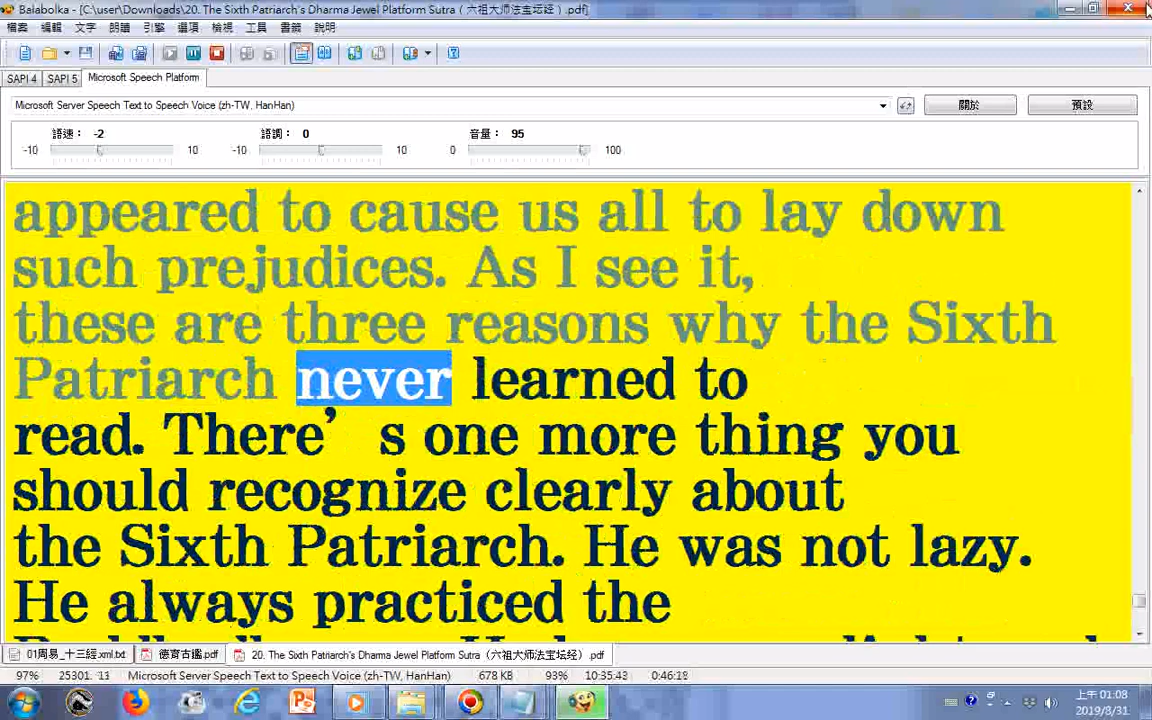 Balabolka - [C:\user\Downloads\20. The Sixth Patriarch's Dharma Jewel Platform Sutra（六祖大师法宝坛经）.pdf]
檔案 編輯 文字 朗讀 引擎 選項 檢視 工具 書籤 說明
SAPI 4 SAPI 5 Microsoft Speech Platform
Microsoft Server Speech Text to Speech Voice (zh-TW, HanHan) 關於 預設
語速： -2 語調： 0 音量： 95
-10 10 -10 10 0 100
appeared to cause us all to lay down
such prejudices. As I see it,
these are three reasons why the Sixth
Patriarch never learned to
read. There’s one more thing you
should recognize clearly about
the Sixth Patriarch. He was not lazy.
He always practiced the
01周易_十三經.xml.txt 德育古鑑.pdf 20. The Sixth Patriarch's Dharma Jewel Platform Sutra（六祖大师法宝坛经）.pdf
97% 25301: 13 Microsoft Server Speech Text to Speech Voice (zh-TW, HanHan) 678 KB 93% 10:35:43 0:46:18
上午 01:08
2019/8/31